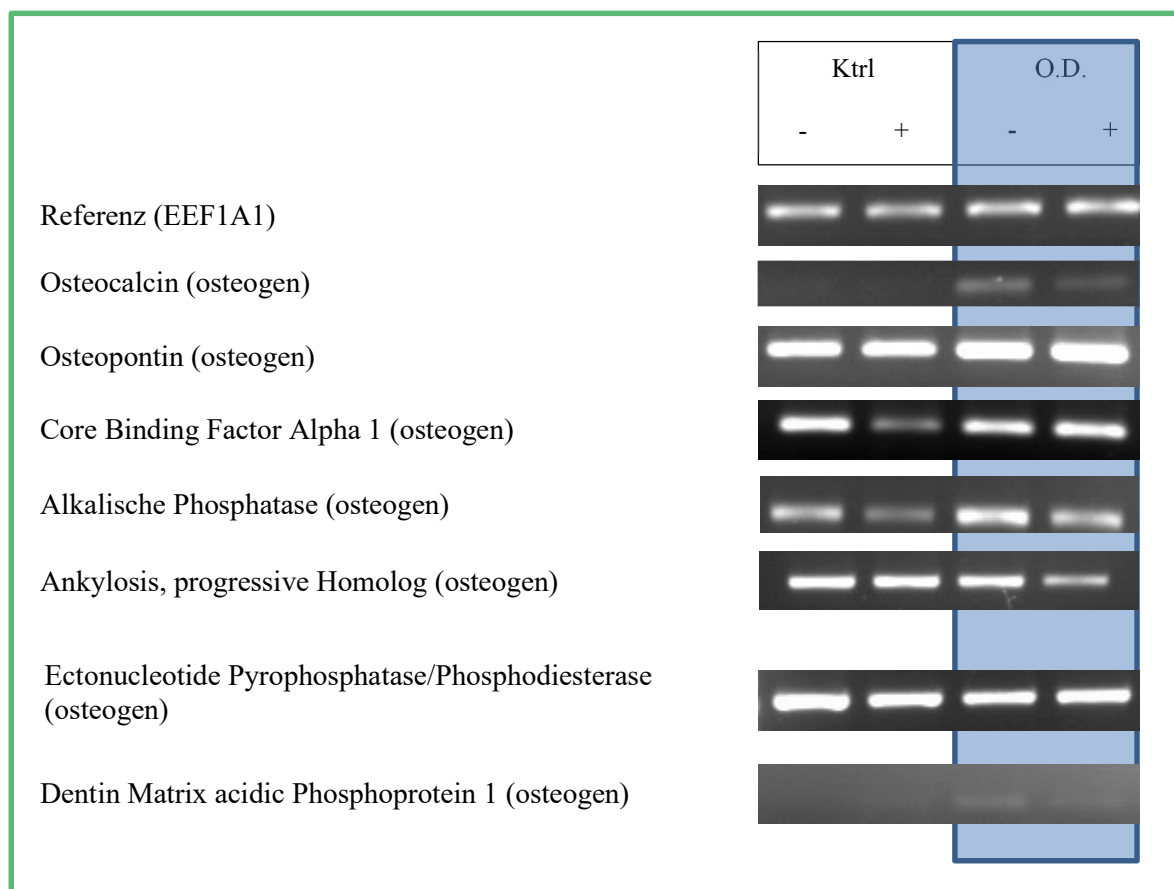 Ktrl O.D.
- + - +
Referenz (EEF1A1)
Osteocalcin (osteogen)
Osteopontin (osteogen)
Core Binding Factor Alpha 1 (osteogen)
Alkalische Phosphatase (osteogen)
Ankylosis, progressive Homolog (osteogen)
Ectonucleotide Pyrophosphatase/Phosphodiesterase
(osteogen)
Dentin Matrix acidic Phosphoprotein 1 (osteogen)